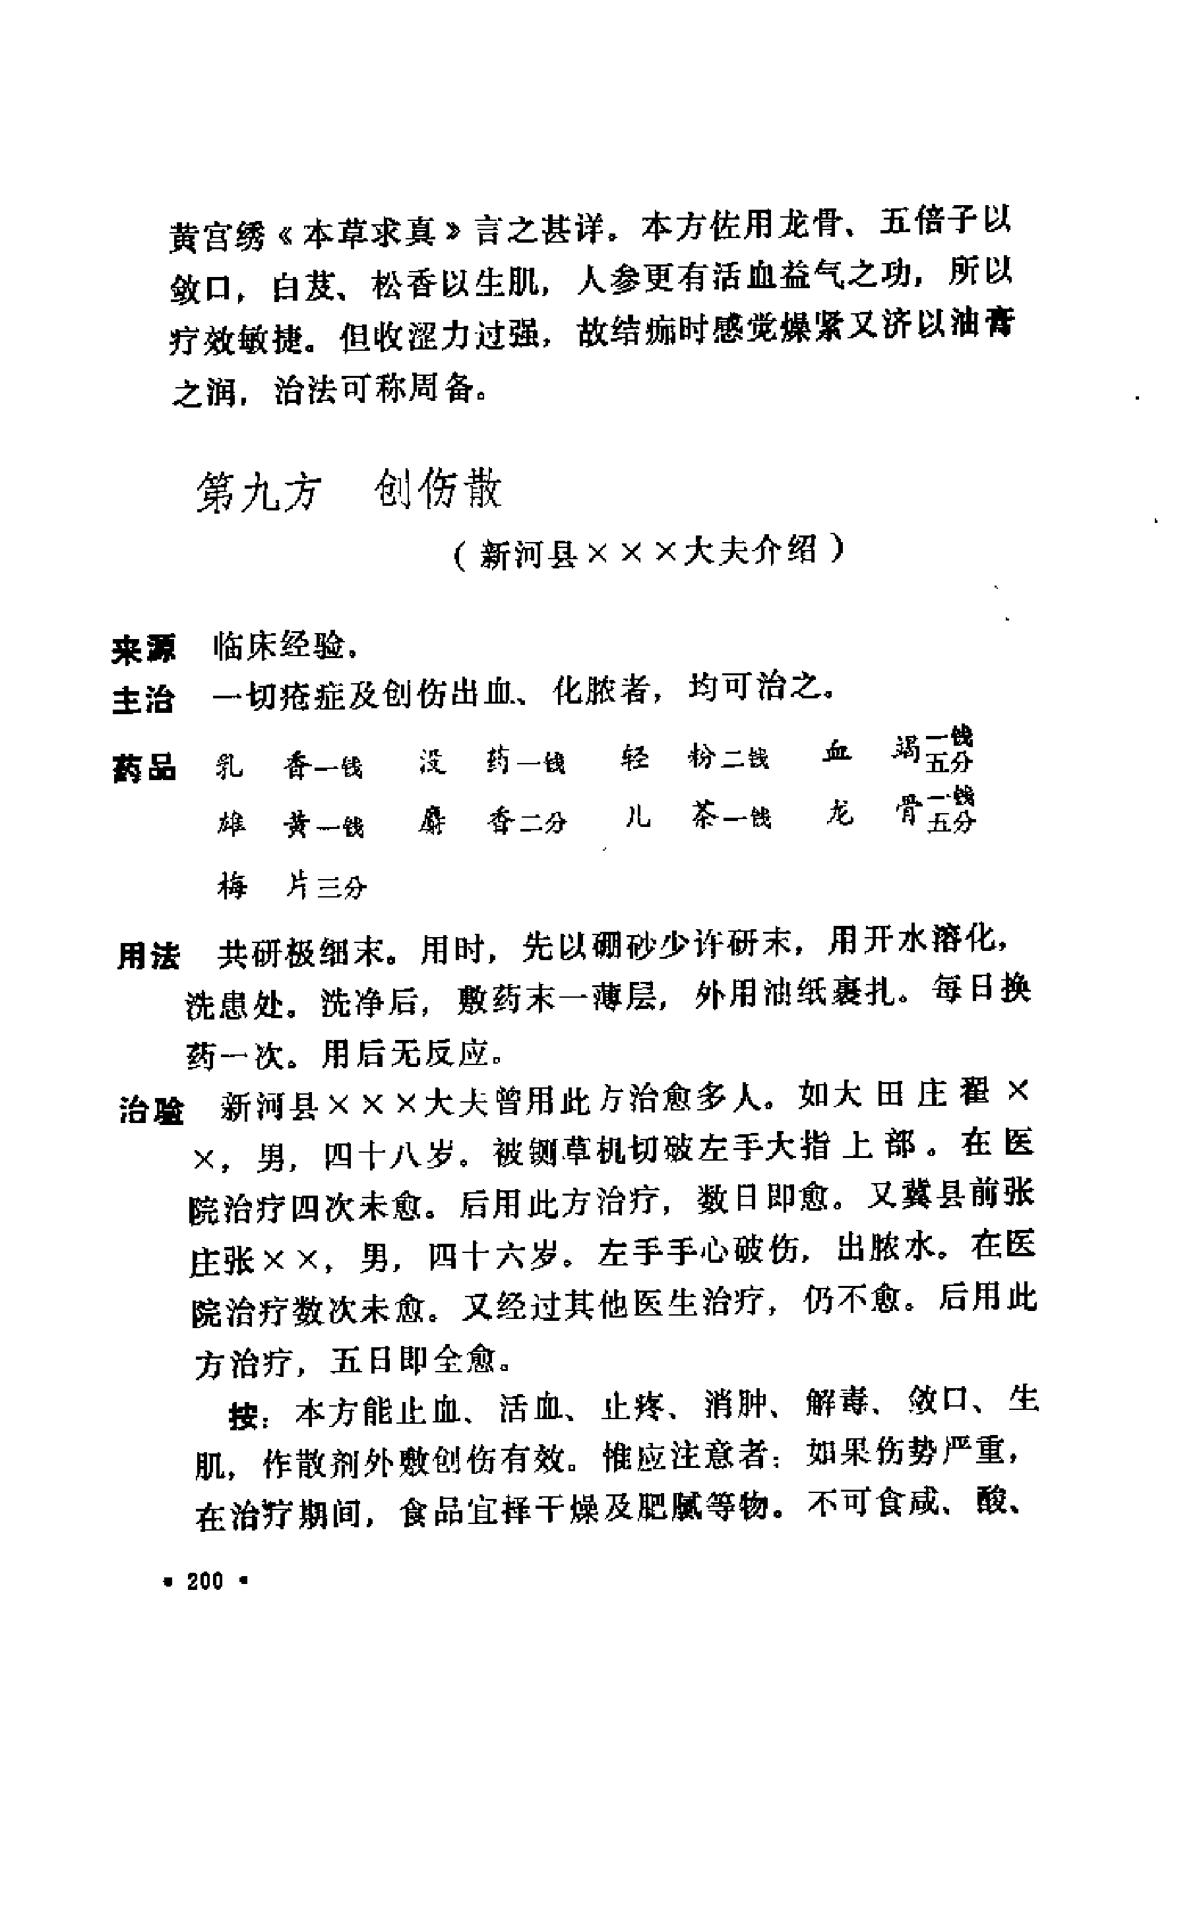 黄宫绣《本草求真》言之甚详。本方佐用龙骨、五倍子以
敛口，白芨、松香以生肌，人参更有活血益气之功，所以
疗效敏捷。但收涩力过强，故结痂时感觉燥紧又济以油膏
之润，治法可称周备。
第九方 创伤散
（新河县×××大夫介绍）
来源 临床经验。
主治 一切疮症及创伤出血、化脓者，均可治之。
药品 乳香一钱 没药一钱 轻粉二钱 血竭一钱五分
雄黄一钱 麝香二分 儿茶一钱 龙骨一钱五分
梅片三分
用法 共研极细末。用时，先以硼砂少许研末，用开水溶化，
洗患处。洗净后，敷药末一薄层，外用油纸裹扎。每日换
药一次。用后无反应。
治验 新河县×××大夫曾用此方治愈多人。如大田庄翟×
×，男，四十八岁。被铡草机切破左手大指上部。在医
院治疗四次未愈。后用此方治疗，数日即愈。又冀县前张
庄张××，男，四十六岁。左手手心破伤，出脓水。在医
院治疗数次未愈。又经过其他医生治疗，仍不愈。后用此
方治疗，五日即全愈。
按：本方能止血、活血、止疼、消肿、解毒、敛口、生
肌，作散剂外敷创伤有效。惟应注意者：如果伤势严重，
在治疗期间，食品宜择干燥及肥腻等物。不可食咸、酸、
• 200 •